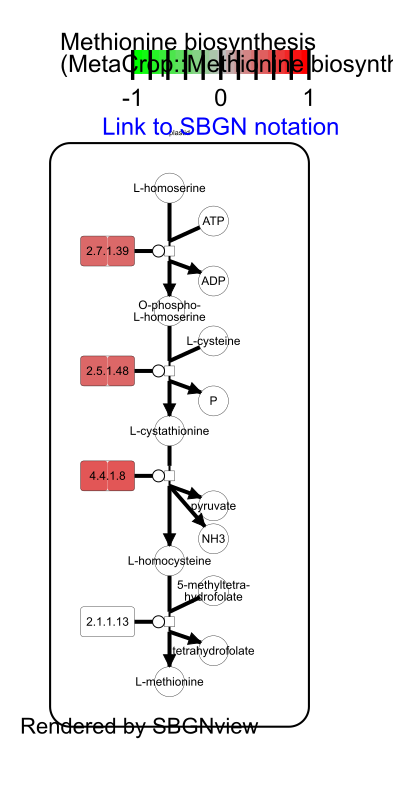 Methionine biosynthesis
(MetaCrop::Methionine biosynth
-1 0 1
Link to SBGN notation
L-homoserine
ATP
2.7.1.39
ADP
O-phospho-
L-homoserine
L-cysteine
2.5.1.48
P
L-cystathionine
4.4.1.8
pyruvate
NH3
L-homocysteine
5-methyltetra-
hydrofolate
2.1.1.13
tetrahydrofolate
L-methionine
Rendered by SBGNview